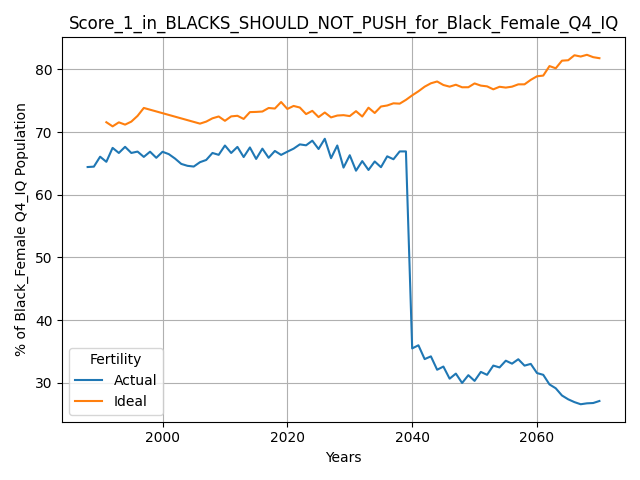 Score_1_in_BLACKS_SHOULD_NOT_PUSH_for_Black_Female_Q4_IQ
% of Black_Female Q4_IQ Population
80
70
60
50
40
30
Fertility
Actual
Ideal
2000
2020
2040
2060
Years